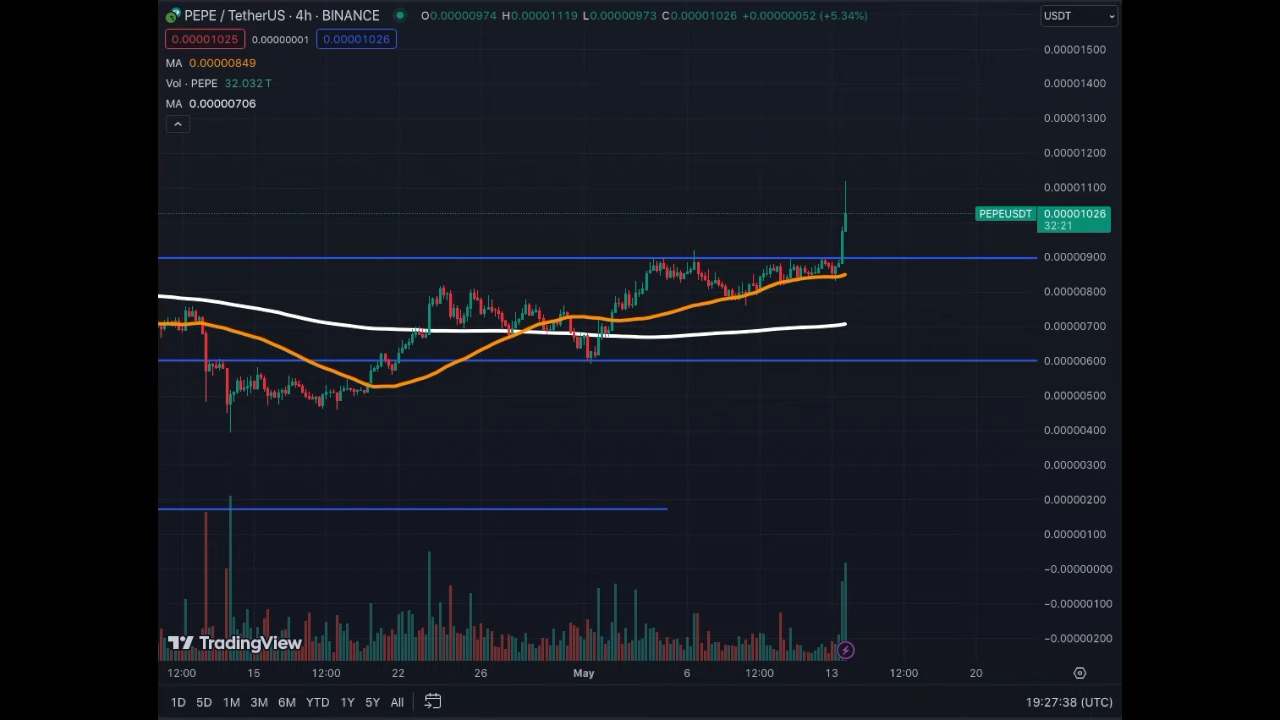 PEPE / TetherUS · 4h · BINANCE O0.00000974 H0.00001119 L0.00000973 C0.00001026 +0.00000052 (+5.34%)
USDT
0.00001025 0.00000001 0.00001026
MA 0.00000849
Vol · PEPE 32.032 T
MA 0.00000706
0.00001500
0.00001400
0.00001300
0.00001200
0.00001100
PEPEUSDT 0.00001026
32:21
0.00000900
0.00000800
0.00000700
0.00000600
0.00000500
0.00000400
0.00000300
0.00000200
0.00000100
−0.00000000
−0.00000100
−0.00000200
TradingView
12:00 15 12:00 22 26 May 6 12:00 13 12:00 20
1D 5D 1M 3M 6M YTD 1Y 5Y All 19:27:38 (UTC)